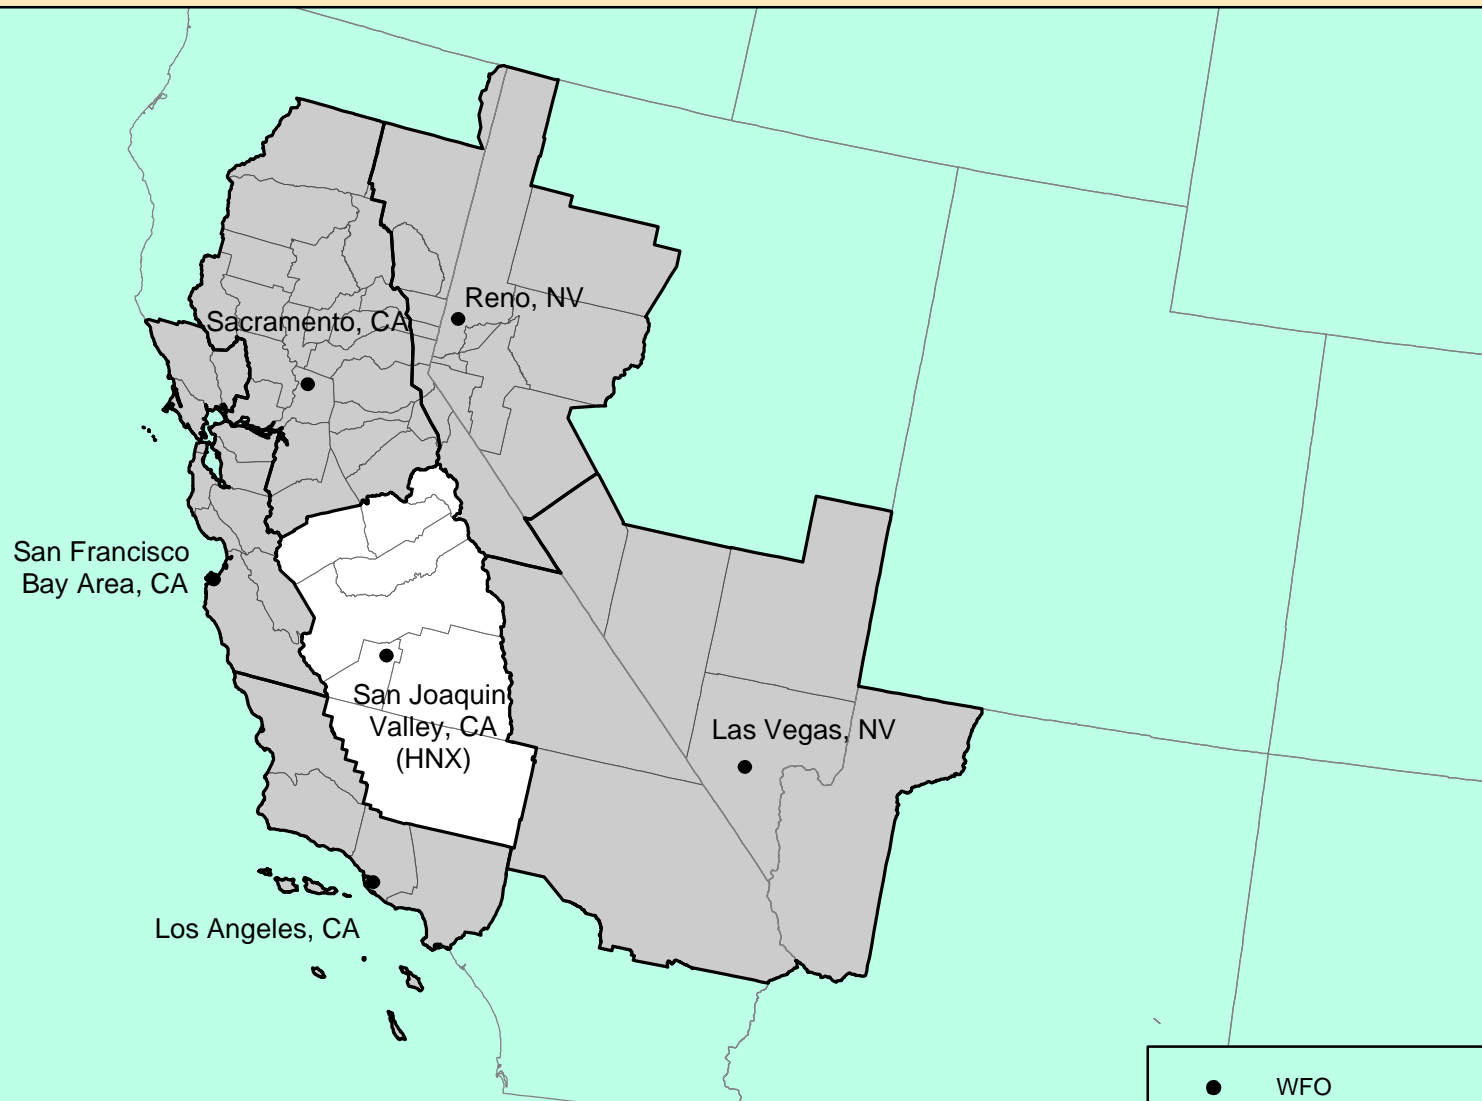 Reno, NV
Sacramento, CA
San Francisco
Bay Area, CA
San Joaquin
Valley, CA
(HNX)
Las Vegas, NV
Los Angeles, CA
WFO